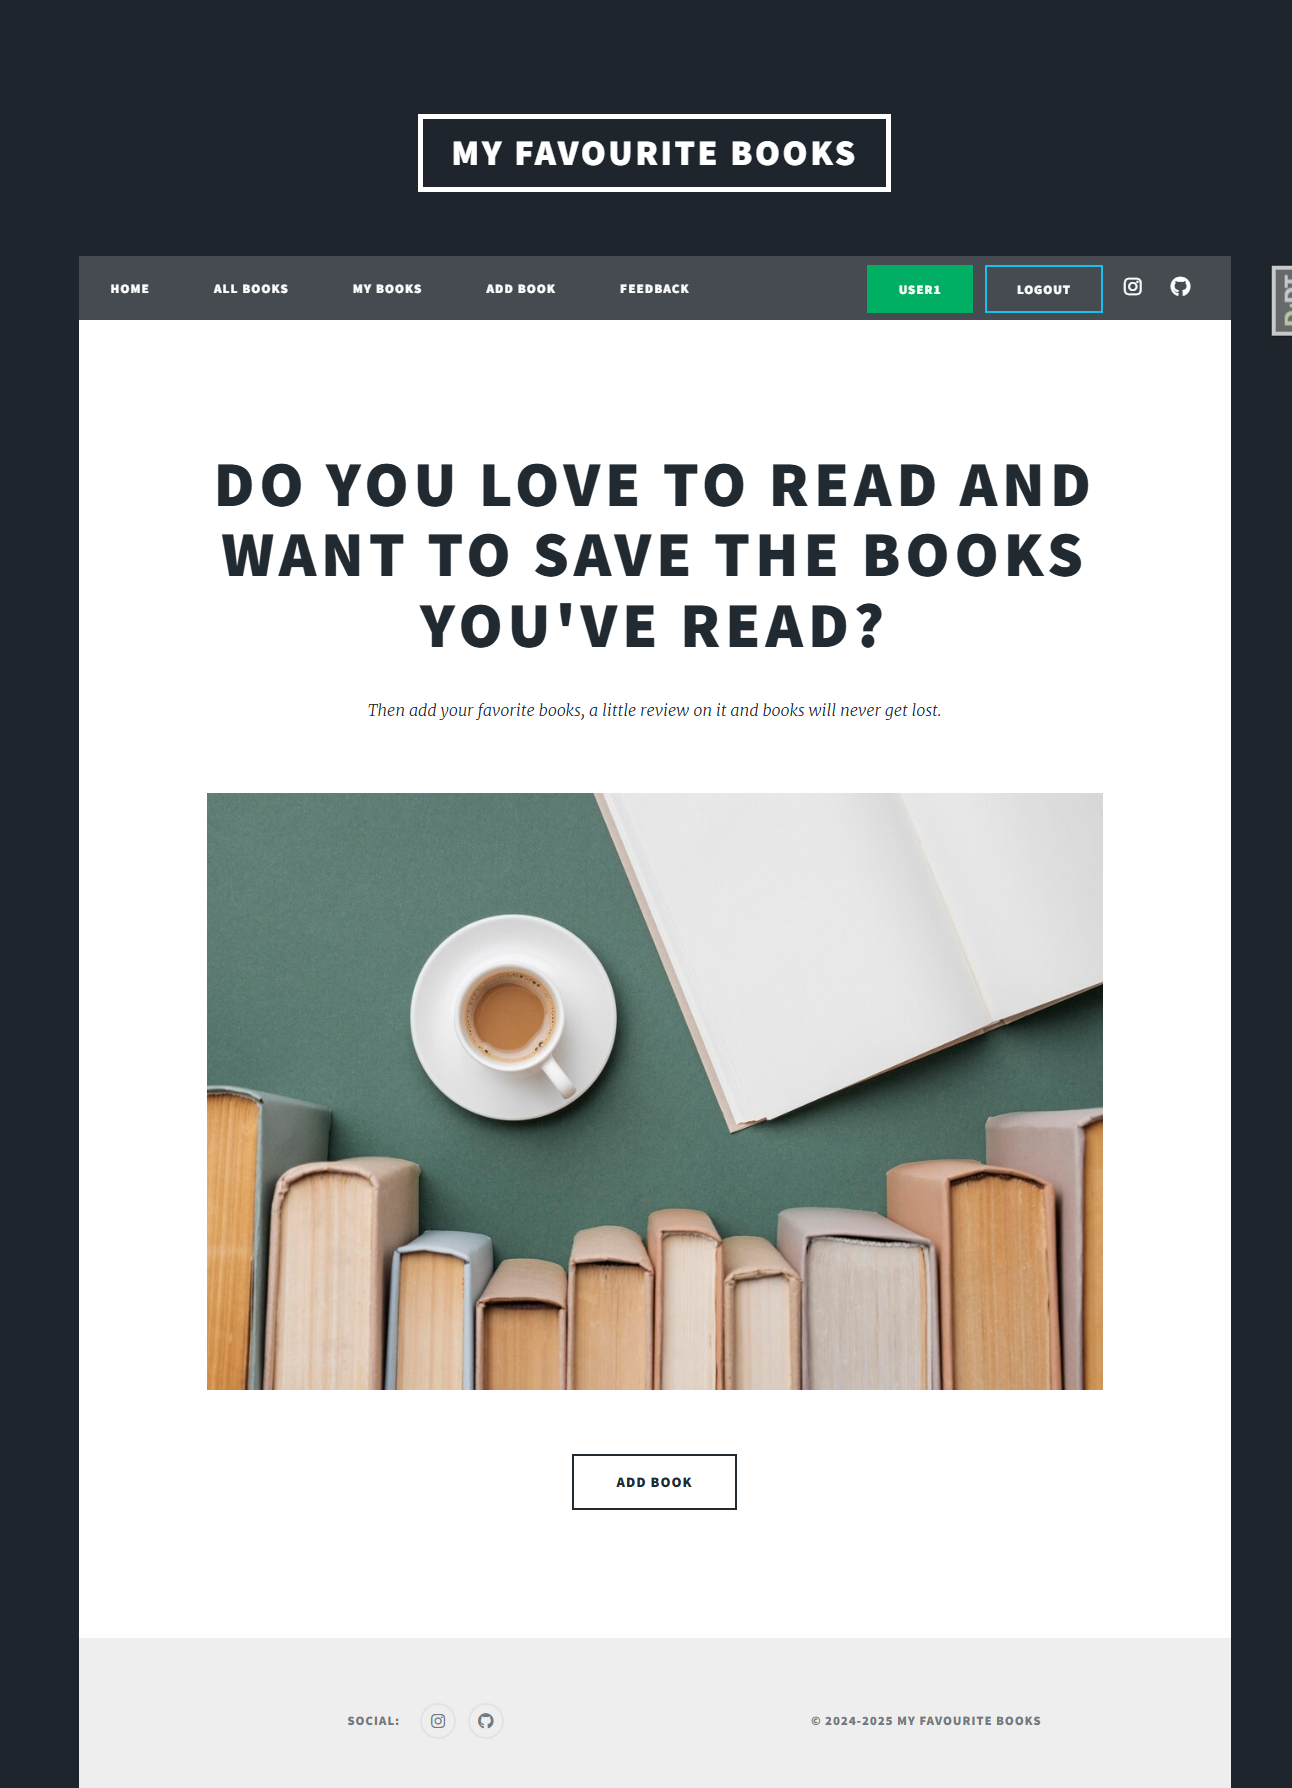 MY FAVOURITE BOOKS
HOME ALL BOOKS MY BOOKS ADD BOOK FEEDBACK USER1 LOGOUT
DO YOU LOVE TO READ AND
WANT TO SAVE THE BOOKS
YOU'VE READ?
Then add your favorite books, a little review on it and books will never get lost.
ADD BOOK
SOCIAL:
© 2024-2025 MY FAVOURITE BOOKS